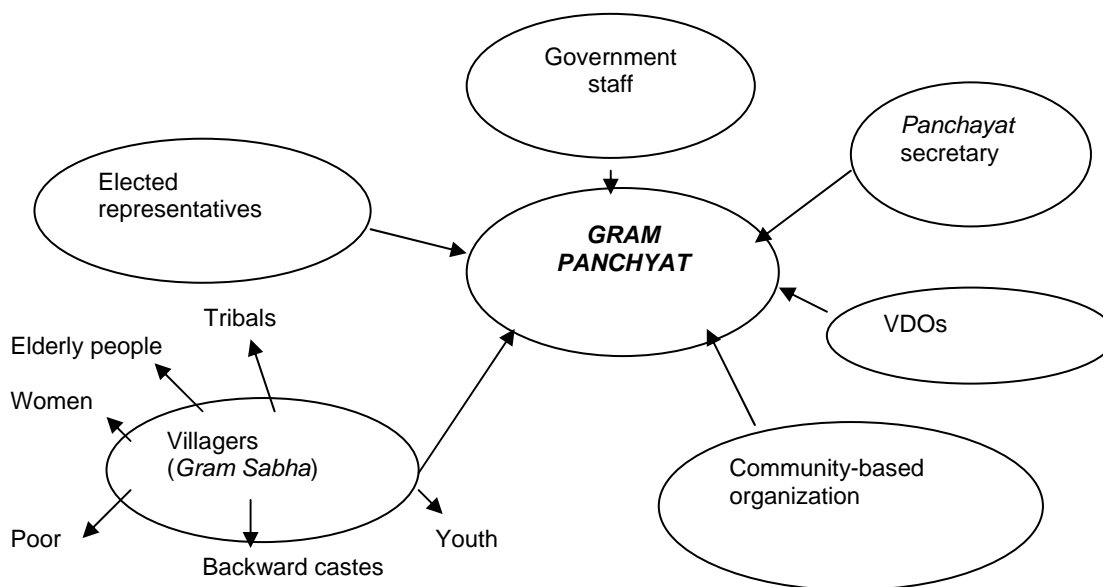 Government
staff
Panchayat
secretary
Elected
representatives
GRAM
PANCHYAT
VDOs
Tribals
Elderly people
Women
Villagers
(Gram Sabha)
Community-based
organization
Poor
Youth
Backward castes